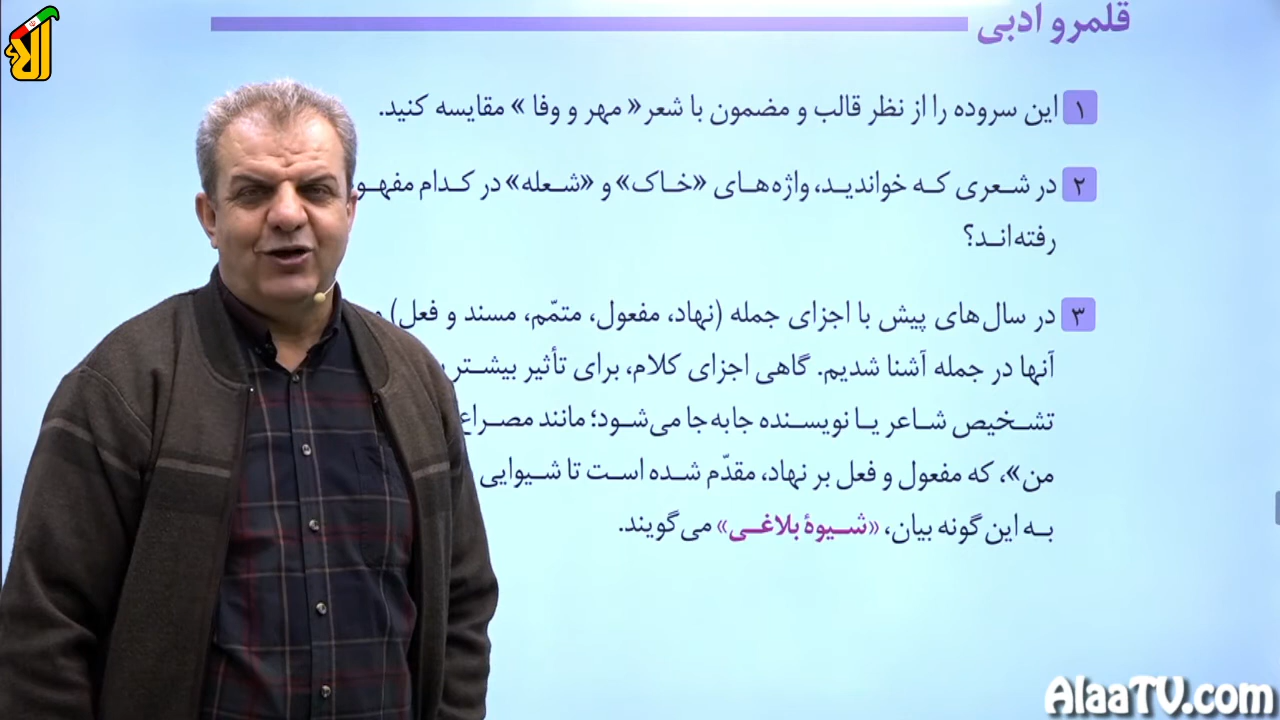 قلمرو ادبی
۱ این سروده را از نظر قالب و مضمون با شعر « مهر و وفا » مقایسه کنید.
۲ در شعری که خواندید، واژه‌های «خاک» و «شعله» در کدام
رفته‌اند؟
۳ در سال‌های پیش با اجزای جمله (نهاد، مفعول، متمّم، مسند و فعل)
آنها در جمله آشنا شدیم. گاهی اجزای کلام، برای تأثیر بیشتر
تشخیص شاعر یا نویسنده جابه‌جا می‌شود؛ مانند مصراع
من»، که مفعول و فعل بر نهاد، مقدّم شده است تا شیوایی
به این گونه بیان، «شیوهٔ بلاغی» می‌گویند.
AlaaTV.com